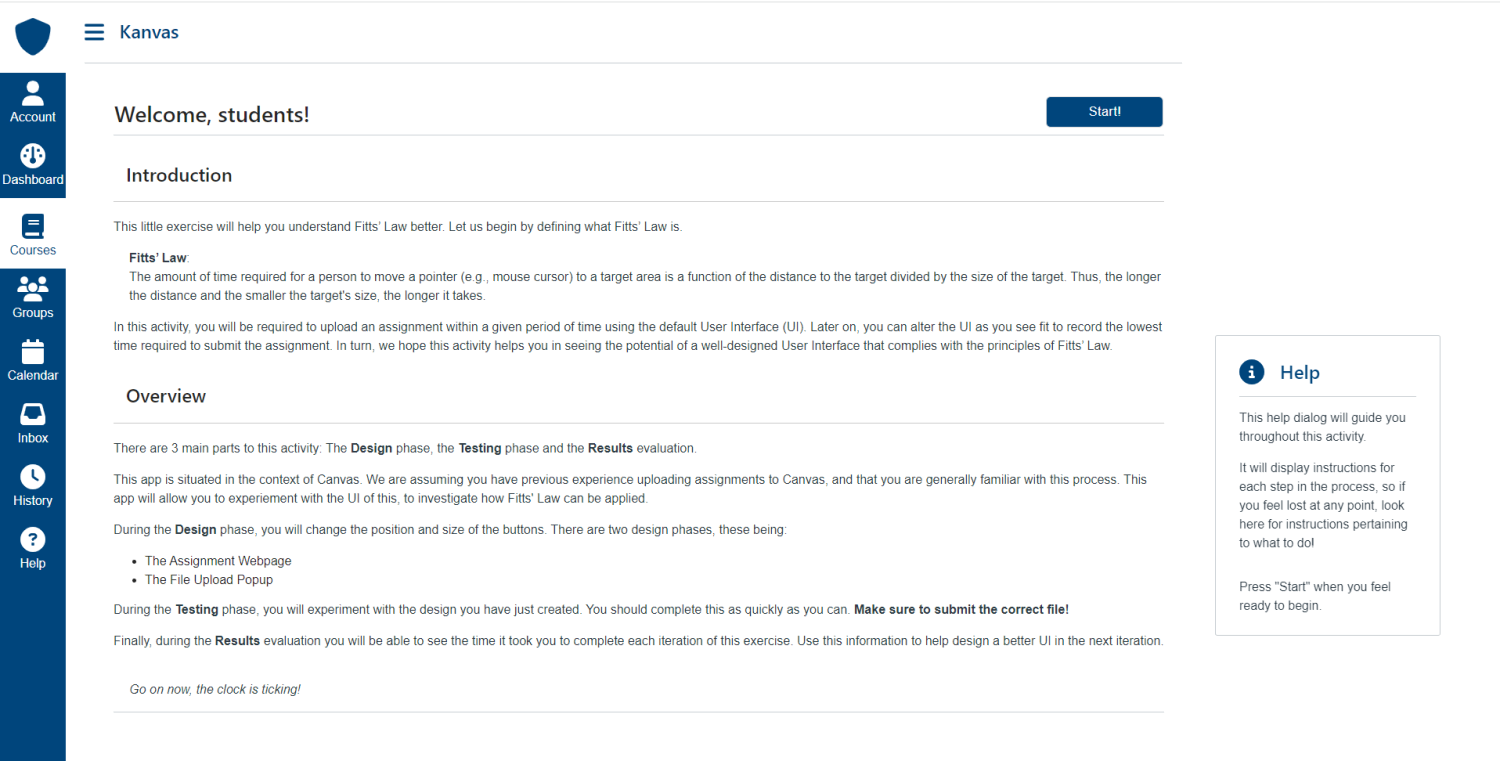 Kanvas
Account
Dashboard
Courses
Groups
Calendar
Inbox
History
Help
Welcome, students!
Start!
Introduction
This little exercise will help you understand Fitts’ Law better. Let us begin by defining what Fitts’ Law is.
Fitts’ Law:
The amount of time required for a person to move a pointer (e.g., mouse cursor) to a target area is a function of the distance to the target divided by the size of the target. Thus, the longer
the distance and the smaller the target's size, the longer it takes.
In this activity, you will be required to upload an assignment within a given period of time using the default User Interface (UI). Later on, you can alter the UI as you see fit to record the lowest
time required to submit the assignment. In turn, we hope this activity helps you in seeing the potential of a well-designed User Interface that complies with the principles of Fitts’ Law.
Overview
There are 3 main parts to this activity: The Design phase, the Testing phase and the Results evaluation.
This app is situated in the context of Canvas. We are assuming you have previous experience uploading assignments to Canvas, and that you are generally familiar with this process. This
app will allow you to experiement with the UI of this, to investigate how Fitts' Law can be applied.
During the Design phase, you will change the position and size of the buttons. There are two design phases, these being:
• The Assignment Webpage
• The File Upload Popup
During the Testing phase, you will experiment with the design you have just created. You should complete this as quickly as you can. Make sure to submit the correct file!
Finally, during the Results evaluation you will be able to see the time it took you to complete each iteration of this exercise. Use this information to help design a better UI in the next iteration.
Go on now, the clock is ticking!
Help
This help dialog will guide you
throughout this activity.
It will display instructions for
each step in the process, so if
you feel lost at any point, look
here for instructions pertaining
to what to do!
Press "Start" when you feel
ready to begin.